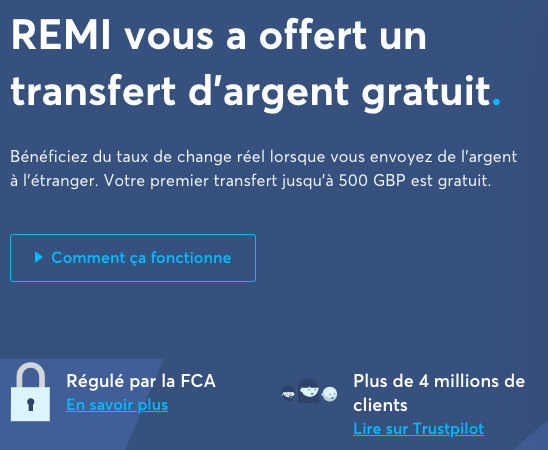 REMI vous a offert un
transfert d'argent gratuit.
Bénéficiez du taux de change réel lorsque vous envoyez de l'argent
à l'étranger. Votre premier transfert jusqu'à 500 GBP est gratuit.
Comment ça fonctionne
Régulé par la FCA
En savoir plus
Plus de 4 millions de
clients
Lire sur Trustpilot